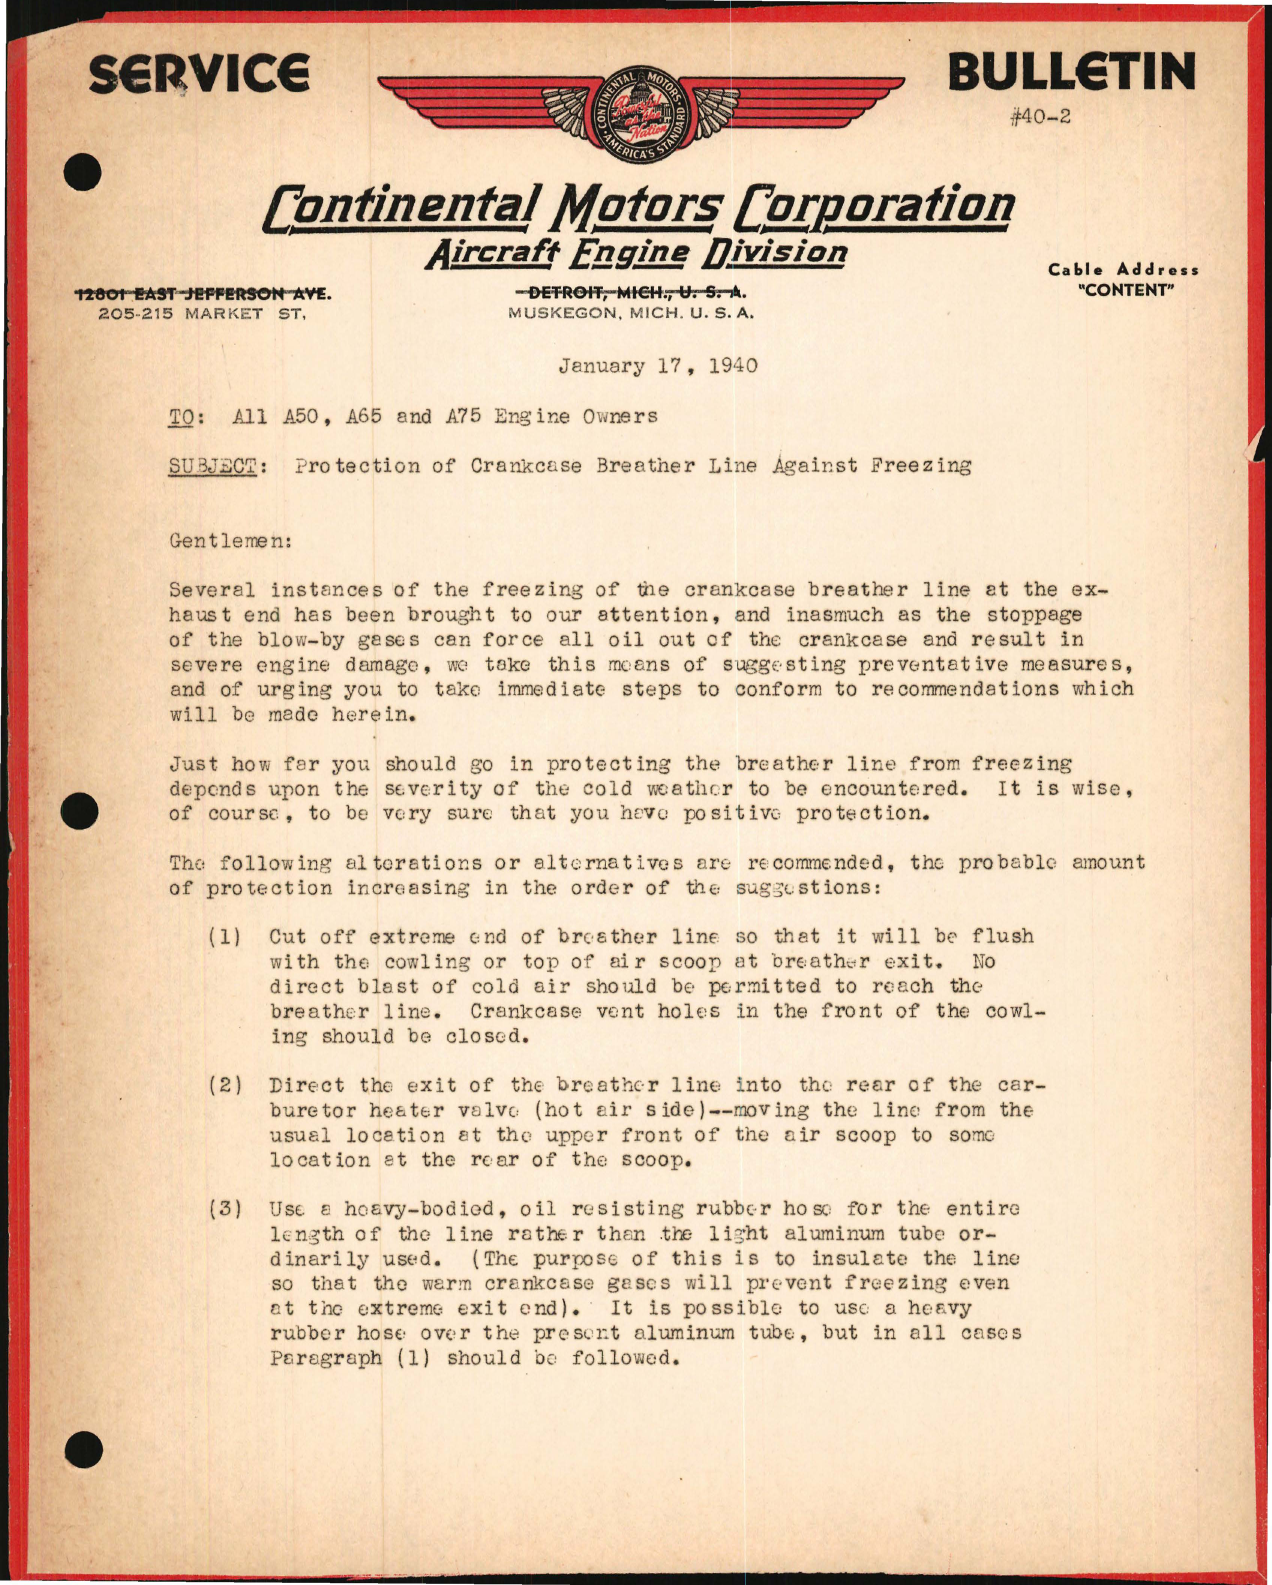 SERVICE
BULLETIN
#40-2
CONTINENTAL MOTORS
Powerful
as the
Nation
AMERICA'S STANDARD
Continental Motors Corporation
Aircraft Engine Division
Cable Address
"CONTENT"
12801 EAST JEFFERSON AVE.
DETROIT, MICH., U. S. A.
205-215 MARKET ST,
MUSKEGON, MICH. U. S. A.
January 17, 1940
TO: All A50, A65 and A75 Engine Owners
SUBJECT: Protection of Crankcase Breather Line Against Freezing
Gentlemen:
Several instances of the freezing of the crankcase breather line at the ex-
haust end has been brought to our attention, and inasmuch as the stoppage
of the blow-by gases can force all oil out of the crankcase and result in
severe engine damage, we take this means of suggesting preventative measures,
and of urging you to take immediate steps to conform to recommendations which
will be made herein.
Just how far you should go in protecting the breather line from freezing
depends upon the severity of the cold weather to be encountered. It is wise,
of course, to be very sure that you have positive protection.
The following alterations or alternatives are recommended, the probable amount
of protection increasing in the order of the suggestions:
(1) Cut off extreme end of breather line so that it will be flush
with the cowling or top of air scoop at breather exit. No
direct blast of cold air should be permitted to reach the
breather line. Crankcase vent holes in the front of the cowl-
ing should be closed.
(2) Direct the exit of the breather line into the rear of the car-
buretor heater valve (hot air side)--moving the line from the
usual location at the upper front of the air scoop to some
location at the rear of the scoop.
(3) Use a heavy-bodied, oil resisting rubber hose for the entire
length of the line rather than the light aluminum tube or-
dinarily used. (The purpose of this is to insulate the line
so that the warm crankcase gases will prevent freezing even
at the extreme exit end). It is possible to use a heavy
rubber hose over the present aluminum tube, but in all cases
Paragraph (1) should be followed.